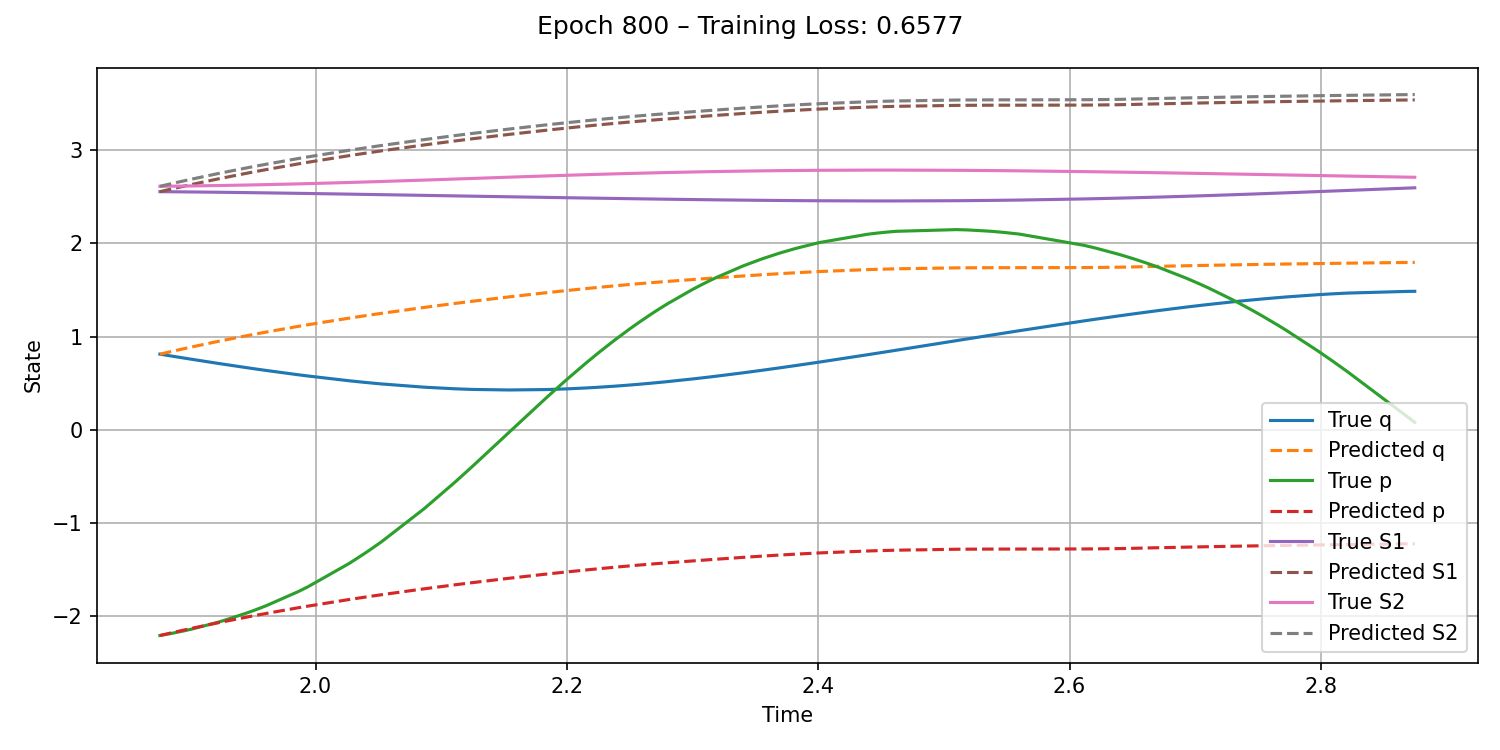 Epoch 800 – Training Loss: 0.6577
3
2
1
0
−1
−2
State
2.0 2.2 2.4 2.6 2.8
Time
True q
Predicted q
True p
Predicted p
True S1
Predicted S1
True S2
Predicted S2